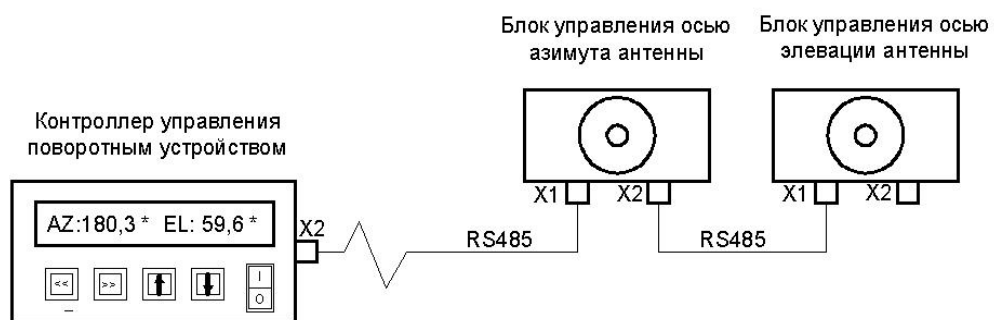 Блок управления осью
азимута антенны
Блок управления осью
элевации антенны
Контроллер управления
поворотным устройством
X1
X2
X1
X2
AZ:180,3 * EL: 59,6 *
X2
RS485
RS485
<<
>>
I
O